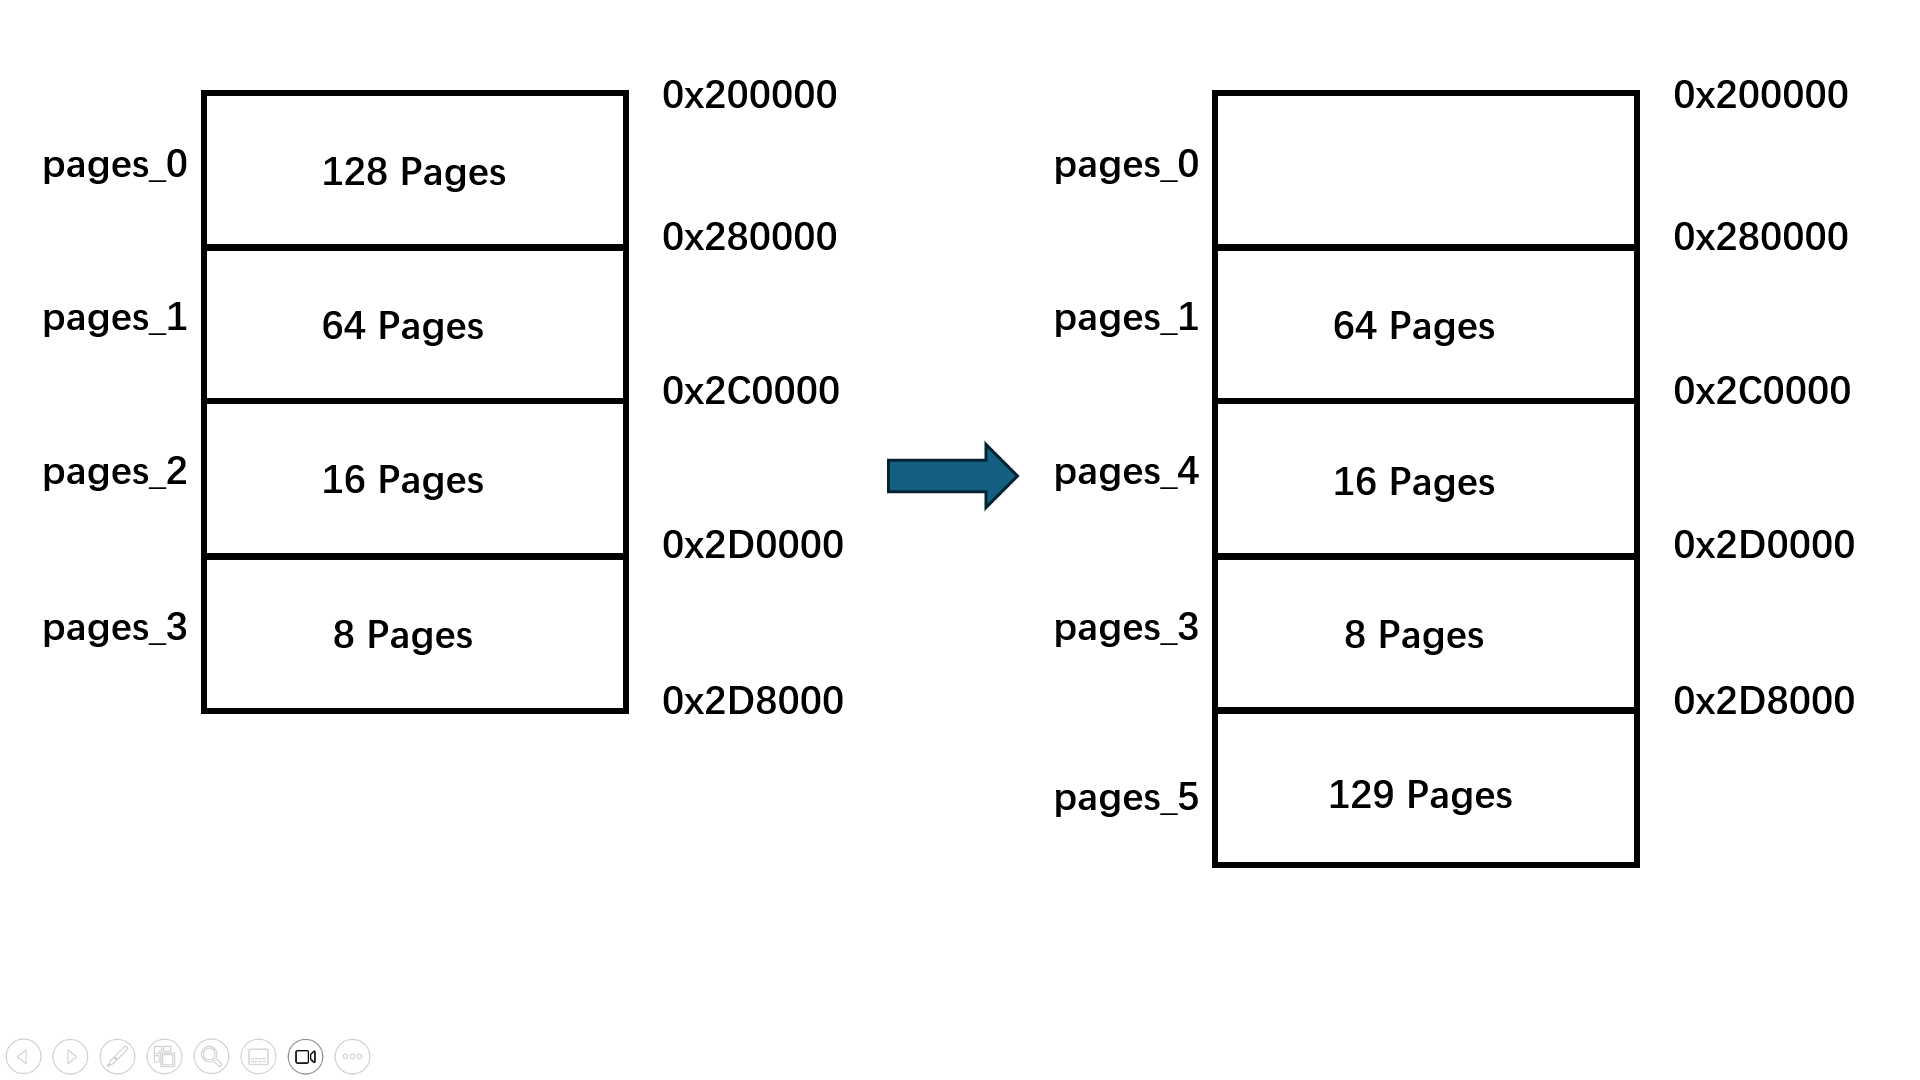 0x200000
pages_0
128 Pages
0x280000
pages_1
64 Pages
0x2C0000
pages_2
16 Pages
0x2D0000
pages_3
8 Pages
0x2D8000
0x200000
pages_0
0x280000
pages_1
64 Pages
0x2C0000
pages_4
16 Pages
0x2D0000
pages_3
8 Pages
0x2D8000
pages_5
129 Pages